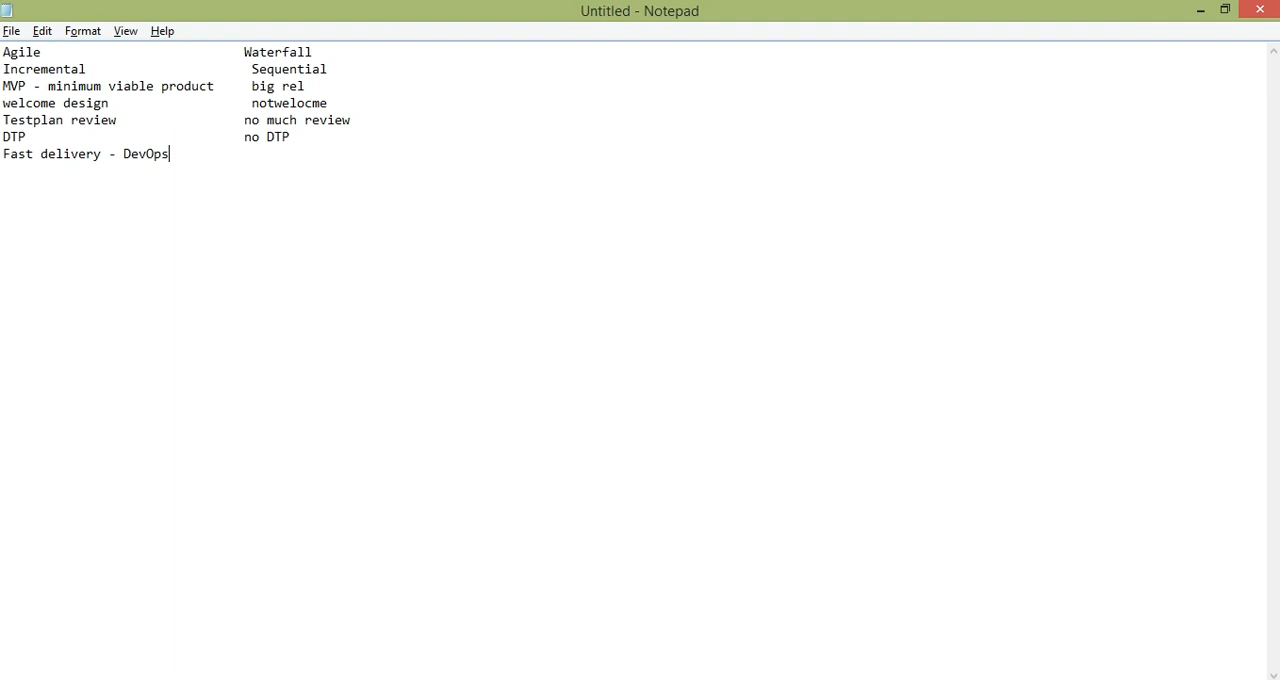 Untitled - Notepad
File Edit Format View Help
Agile Waterfall
Incremental Sequential
MVP - minimum viable product big rel
welcome design notwelocme
Testplan review no much review
DTP no DTP
Fast delivery - DevOps